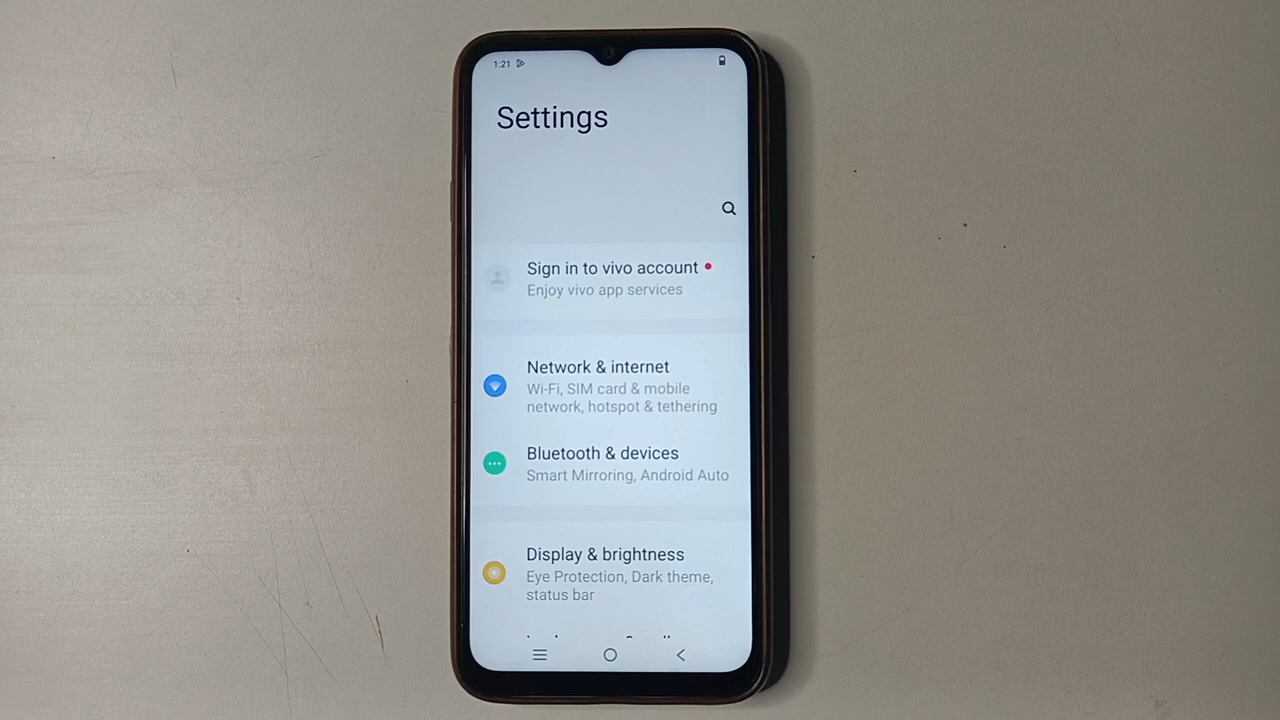 1:21
Settings
Sign in to vivo account
Enjoy vivo app services
Network & internet
Wi-Fi, SIM card & mobile
network, hotspot & tethering
Bluetooth & devices
Smart Mirroring, Android Auto
Display & brightness
Eye Protection, Dark theme,
status bar